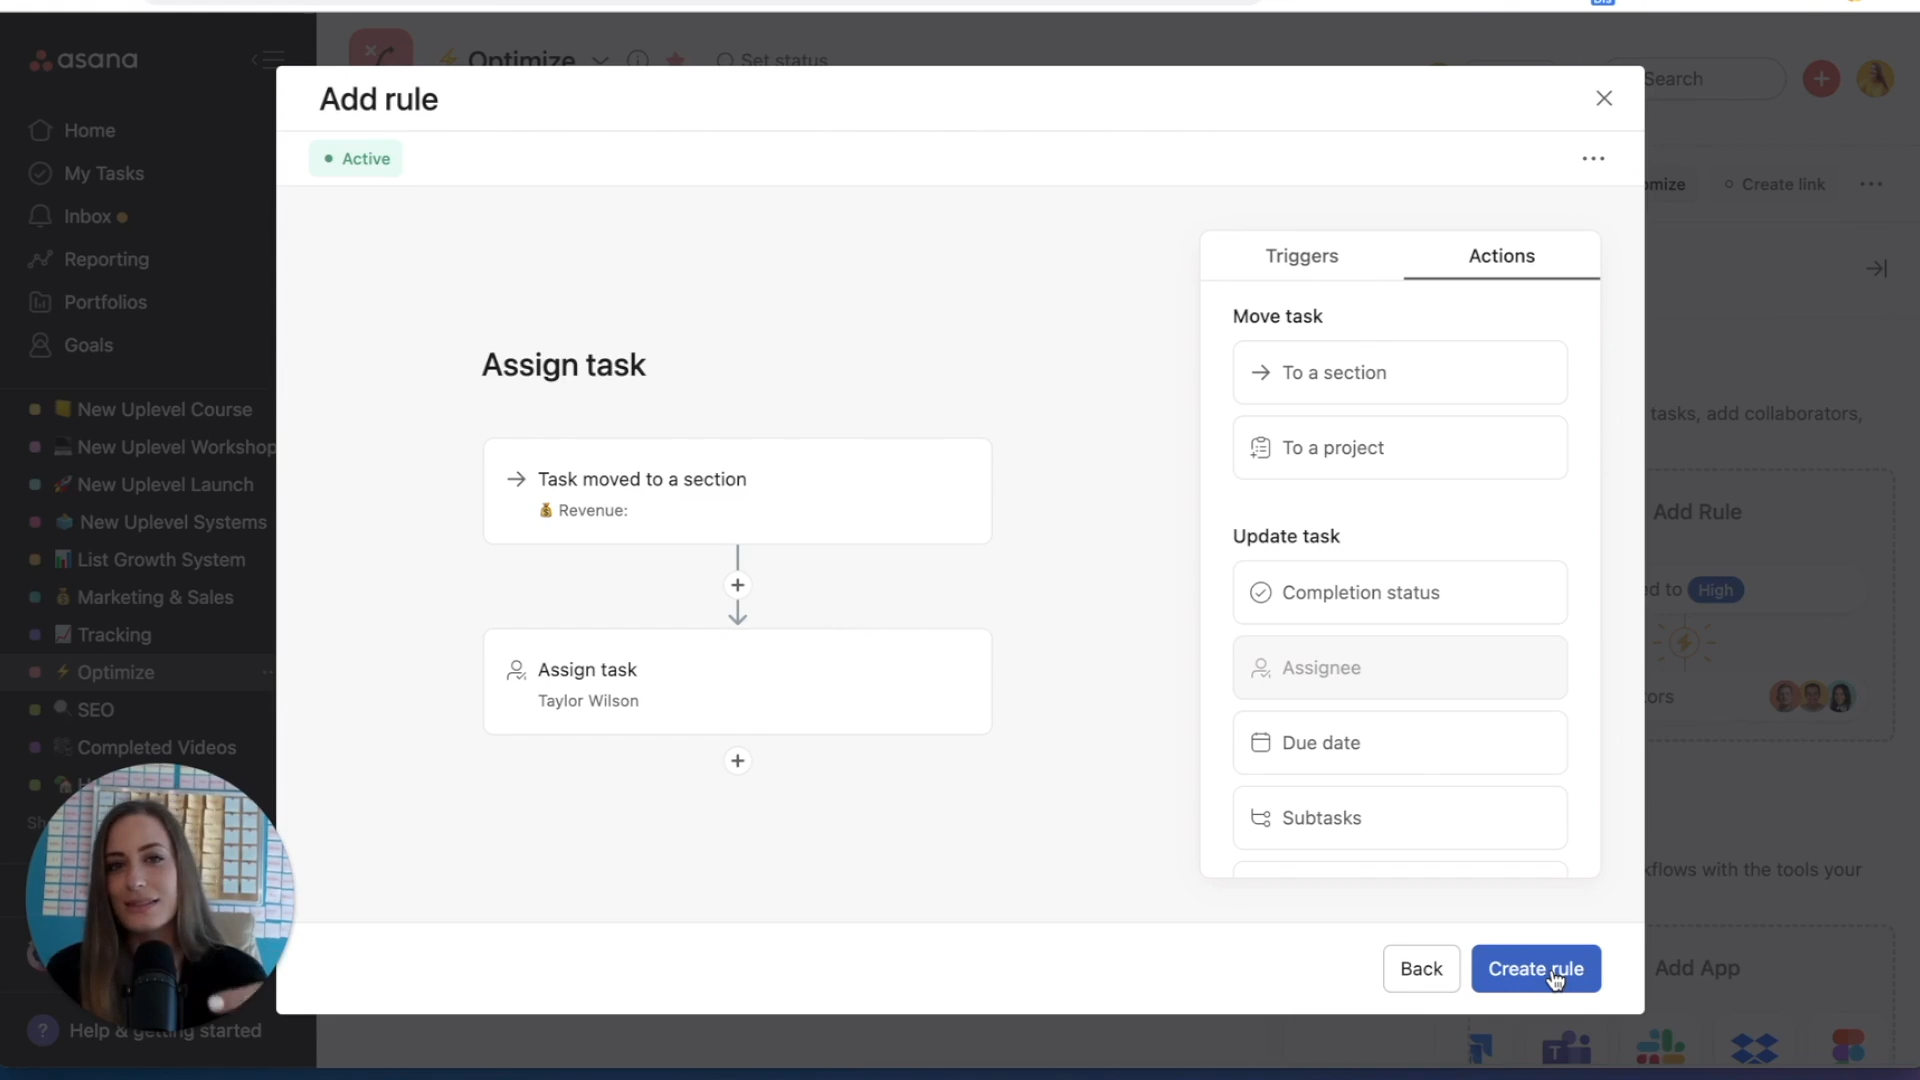 asana
Optimize
Set status
Search
Home
My Tasks
Inbox
Reporting
Portfolios
Goals
New Uplevel Course
New Uplevel Workshop
New Uplevel Launch
New Uplevel Systems
List Growth System
Marketing & Sales
Tracking
Optimize
SEO
Completed Videos
Help & getting started
Add rule
Active
Assign task
Task moved to a section
Revenue:
Assign task
Taylor Wilson
Triggers
Actions
Move task
To a section
To a project
Update task
Completion status
Assignee
Due date
Subtasks
Back
Create rule
Create link
tasks, add collaborators,
Add Rule
High
with the tools your
Add App